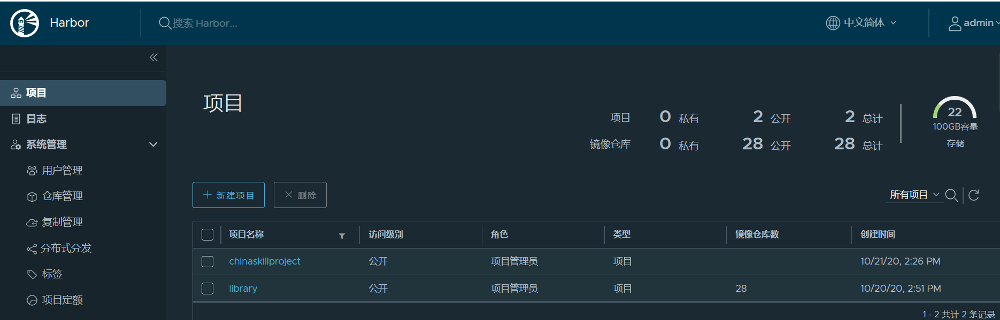 Harbor
搜索 Harbor...
中文简体
admin
项目
日志
系统管理
用户管理
仓库管理
复制管理
分布式分发
标签
项目定额
项目
项目 0 私有 2 公开 2 总计
镜像仓库 0 私有 28 公开 28 总计
22
100GB容量
存储
新建项目 删除
所有项目
项目名称 访问级别 角色 类型 镜像仓库数 创建时间
chinaskillproject 公开 项目管理员 项目 10/21/20, 2:26 PM
library 公开 项目管理员 项目 28 10/20/20, 2:51 PM
1 - 2 共计 2 条记录